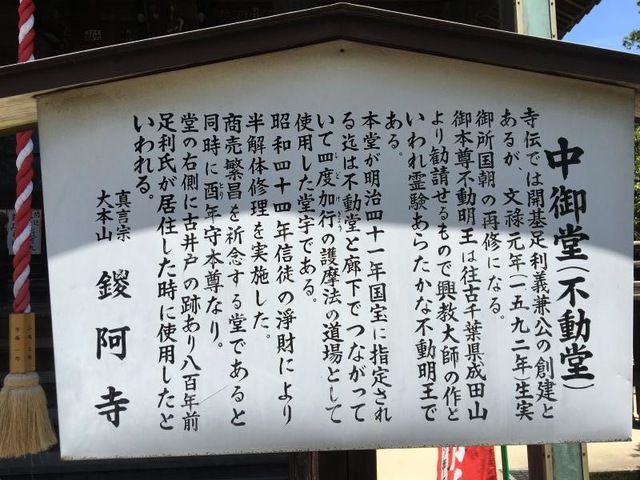 中御堂(不動堂)
寺伝では開基足利義兼公の創建と
あるが、文禄元年(一五九二年)生実
御所国朝の再修になる。
御本尊不動明王は往古千葉県成田山
より勧請せるもので興教大師の作と
いわれ霊験あらたかな不動明王で
ある。
本堂が明治四十一年国宝に指定され
る迄は不動堂と廊下でつながって
いて四度加行の護摩法の道場として
使用した堂宇である。
昭和四十四年信徒の浄財により
半解体修理を実施した。
商売繁昌を祈念する堂であると
同時に酉年守本尊なり。
堂の右側に古井戸の跡あり八百年前
足利氏が居住した時に使用したと
いわれる。
真言宗
大本山 鑁阿寺